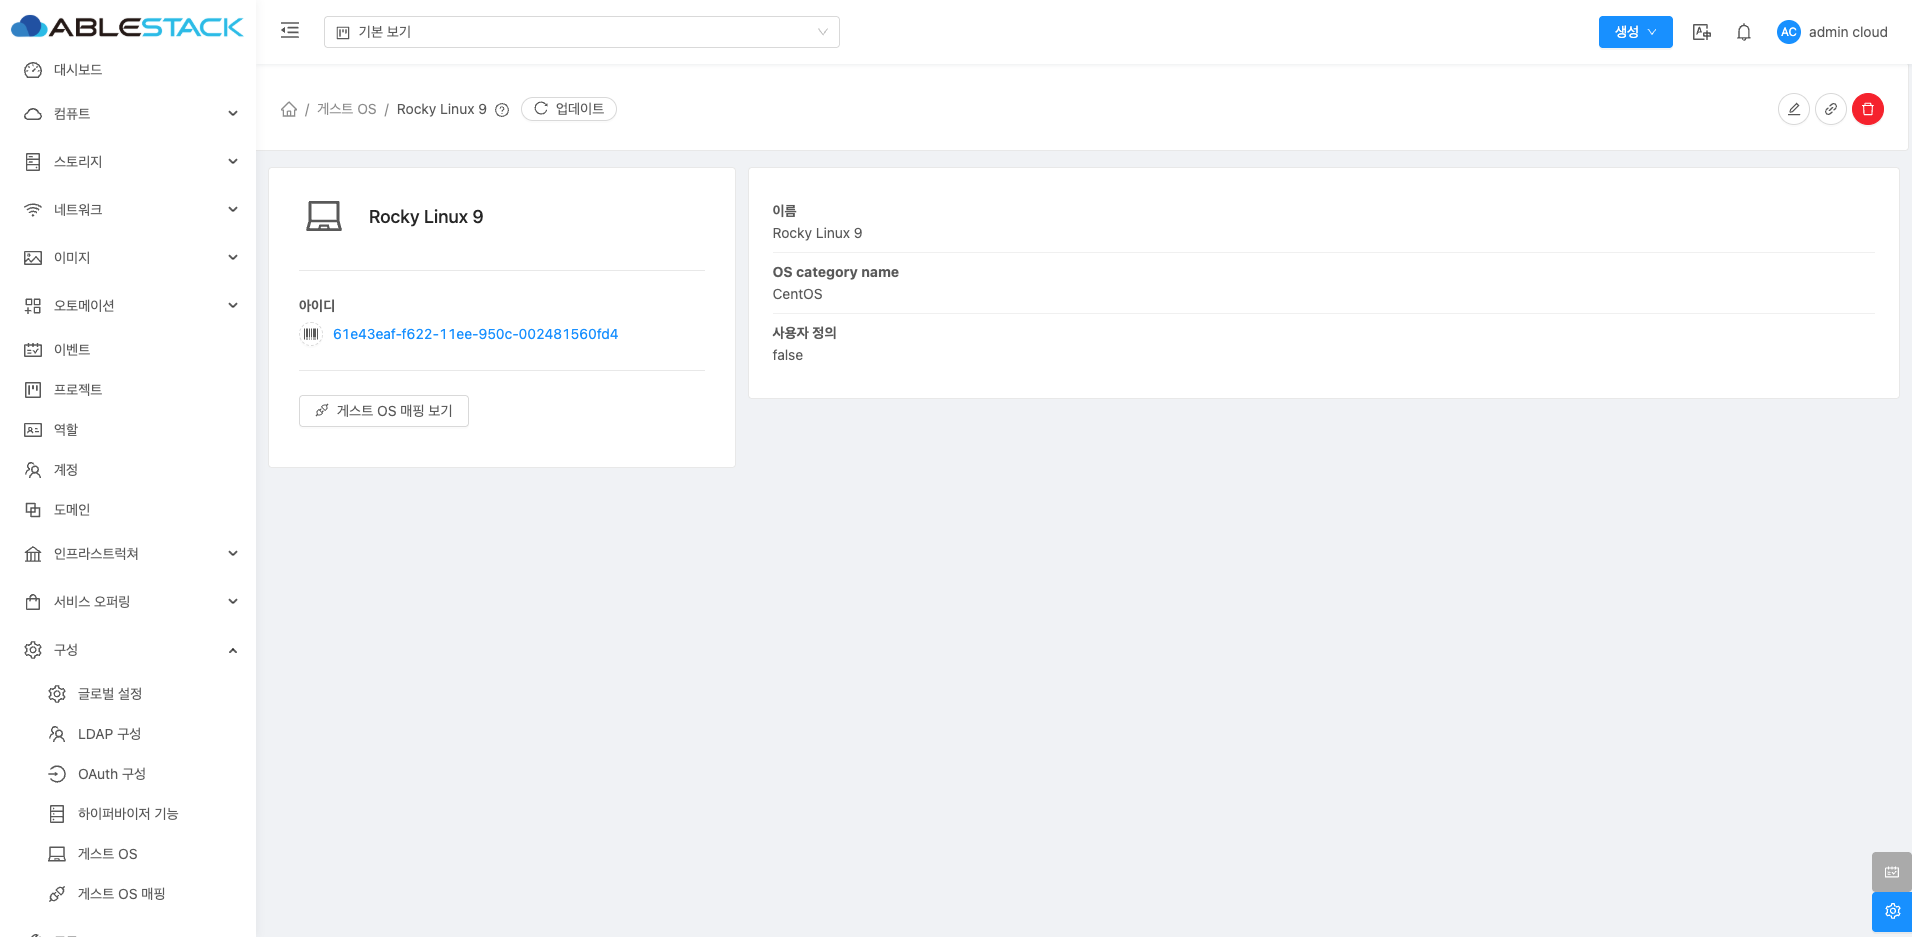 ABLESTACK
기본 보기
생성
AC
admin cloud
대시보드
컴퓨트
스토리지
네트워크
이미지
오토메이션
이벤트
프로젝트
역할
계정
도메인
인프라스트럭쳐
서비스 오퍼링
구성
글로벌 설정
LDAP 구성
OAuth 구성
하이퍼바이저 기능
게스트 OS
게스트 OS 매핑
/ 게스트 OS / Rocky Linux 9
업데이트
Rocky Linux 9
아이디
61e43eaf-f622-11ee-950c-002481560fd4
게스트 OS 매핑 보기
이름
Rocky Linux 9
OS category name
CentOS
사용자 정의
false